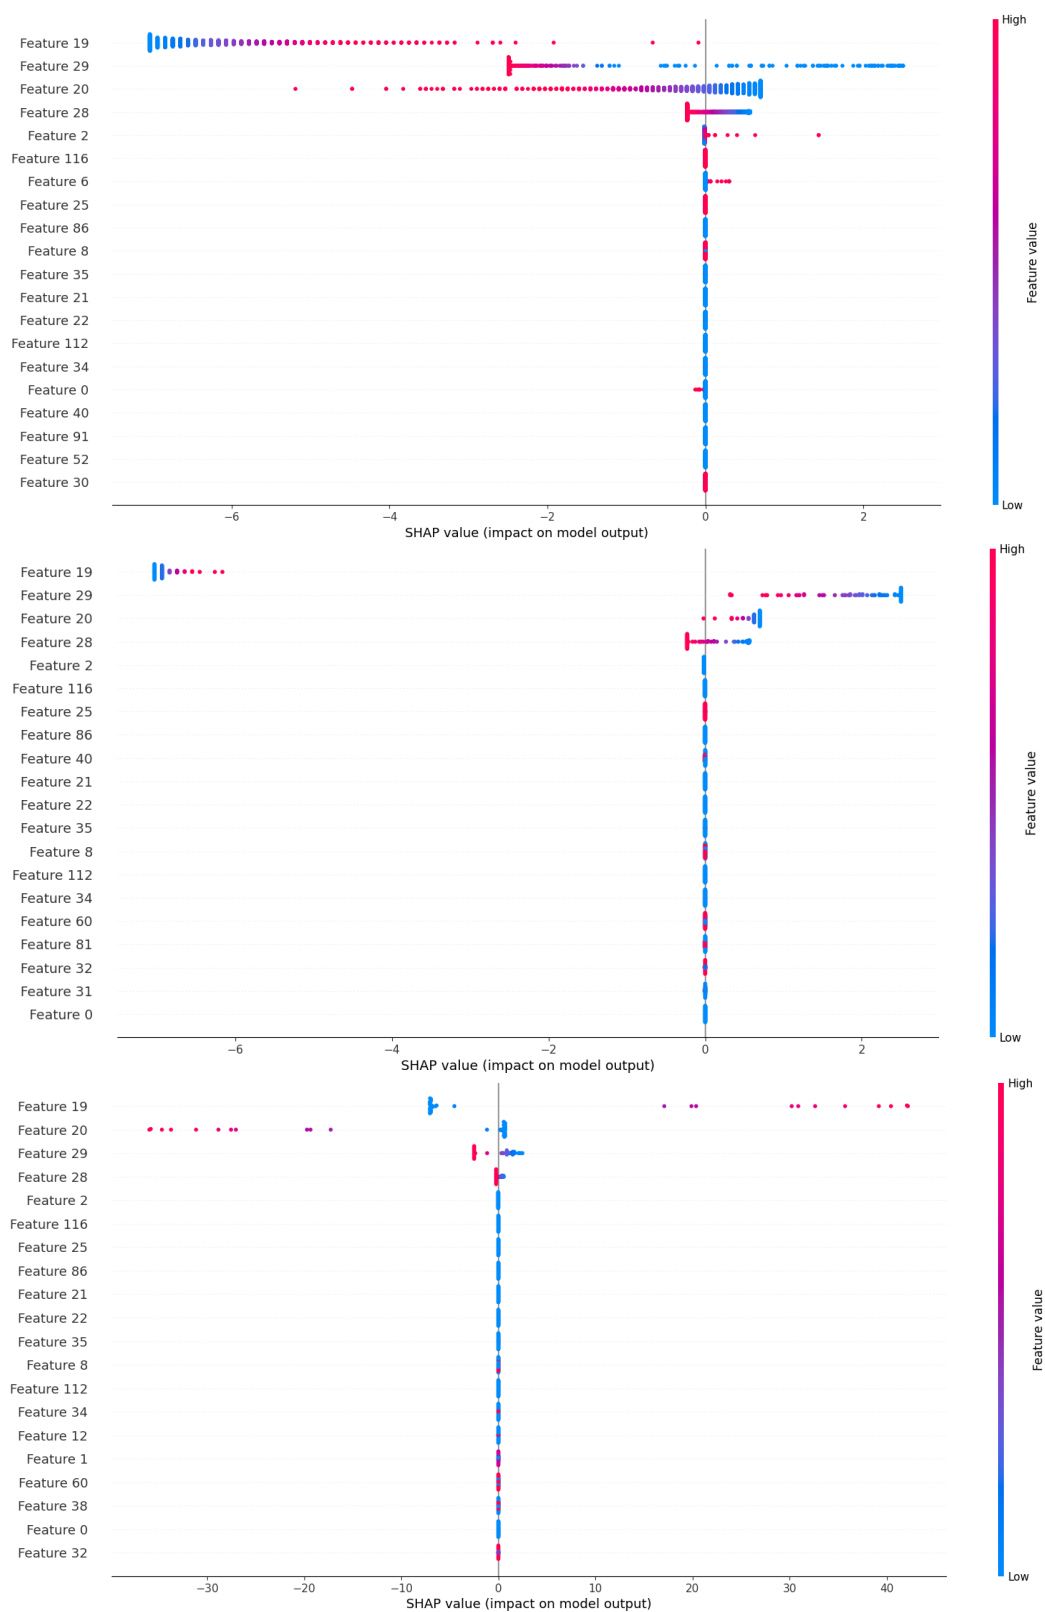 High
Feature 19
Feature 29
Feature 20
Feature 28
Feature 2
Feature 116
Feature 6
Feature 25
Feature 86
Feature 8
Feature 35
Feature 21
Feature 22
Feature 112
Feature 34
Feature 0
Feature 40
Feature 91
Feature 52
Feature 30
Feature value
Low
−6 −4 −2 0 2
SHAP value (impact on model output)
High
Feature 19
Feature 29
Feature 20
Feature 28
Feature 2
Feature 116
Feature 25
Feature 86
Feature 40
Feature 21
Feature 22
Feature 35
Feature 8
Feature 112
Feature 34
Feature 60
Feature 81
Feature 32
Feature 31
Feature 0
Feature value
Low
−6 −4 −2 0 2
SHAP value (impact on model output)
High
Feature 19
Feature 20
Feature 29
Feature 28
Feature 2
Feature 116
Feature 25
Feature 86
Feature 21
Feature 22
Feature 35
Feature 8
Feature 112
Feature 34
Feature 12
Feature 1
Feature 60
Feature 38
Feature 0
Feature 32
Feature value
Low
−30 −20 −10 0 10 20 30 40
SHAP value (impact on model output)